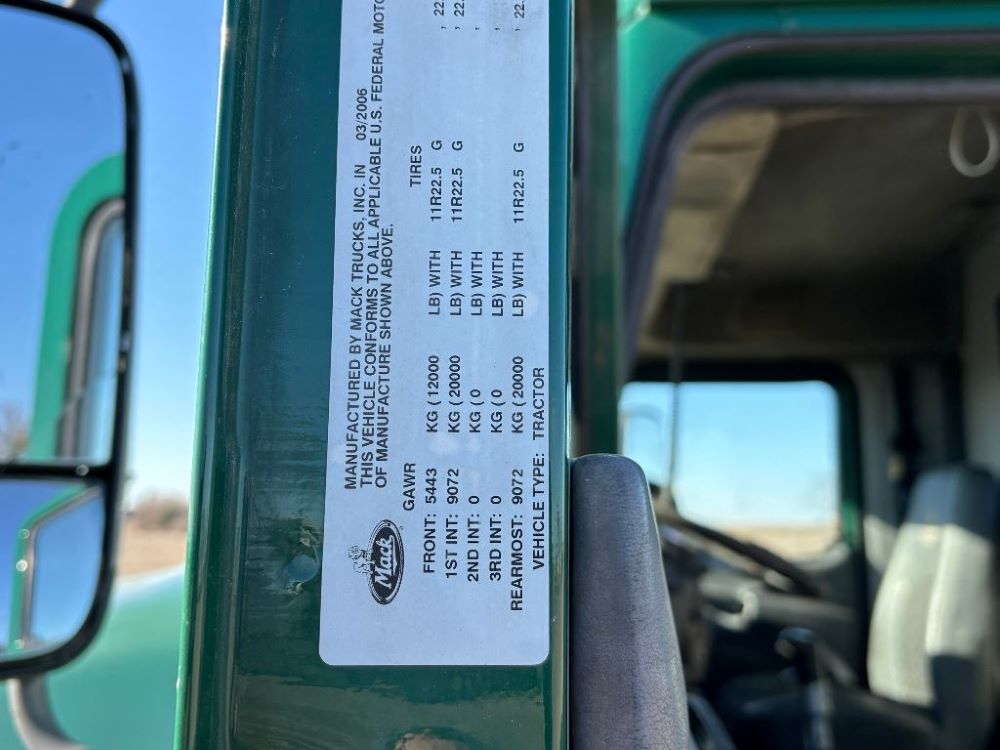 MANUFACTURED BY MACK TRUCKS, INC. IN 03/2006
THIS VEHICLE CONFORMS TO ALL APPLICABLE U.S. FEDERAL
OF MANUFACTURE SHOWN ABOVE.
Mack
GAWR TIRES
FRONT: 5443 KG ( 12000 LB) WITH 11R22.5 G , 22.
1ST INT: 9072 KG ( 20000 LB) WITH 11R22.5 G , 22.
2ND INT: 0 KG ( 0 LB) WITH ,
3RD INT: 0 KG ( 0 LB) WITH ,
REARMOST: 9072 KG ( 20000 LB) WITH 11R22.5 G , 22.
VEHICLE TYPE: TRACTOR